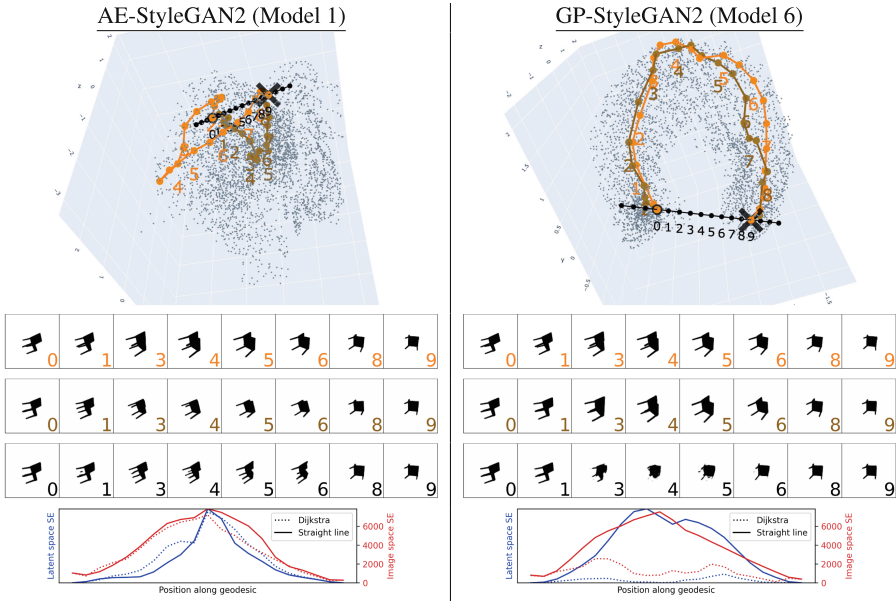 AE-StyleGAN2 (Model 1)
GP-StyleGAN2 (Model 6)
0 1 3 4 5 6 8 9
0 1 3 4 5 6 8 9
0 1 3 4 5 6 8 9
0 1 3 4 5 6 8 9
0 1 3 4 5 6 8 9
0 1 3 4 5 6 8 9
Latent space SE
Dijkstra
Straight line
6000
4000
2000
0
Image space SE
Position along geodesic
Latent space SE
Dijkstra
Straight line
6000
4000
2000
0
Image space SE
Position along geodesic